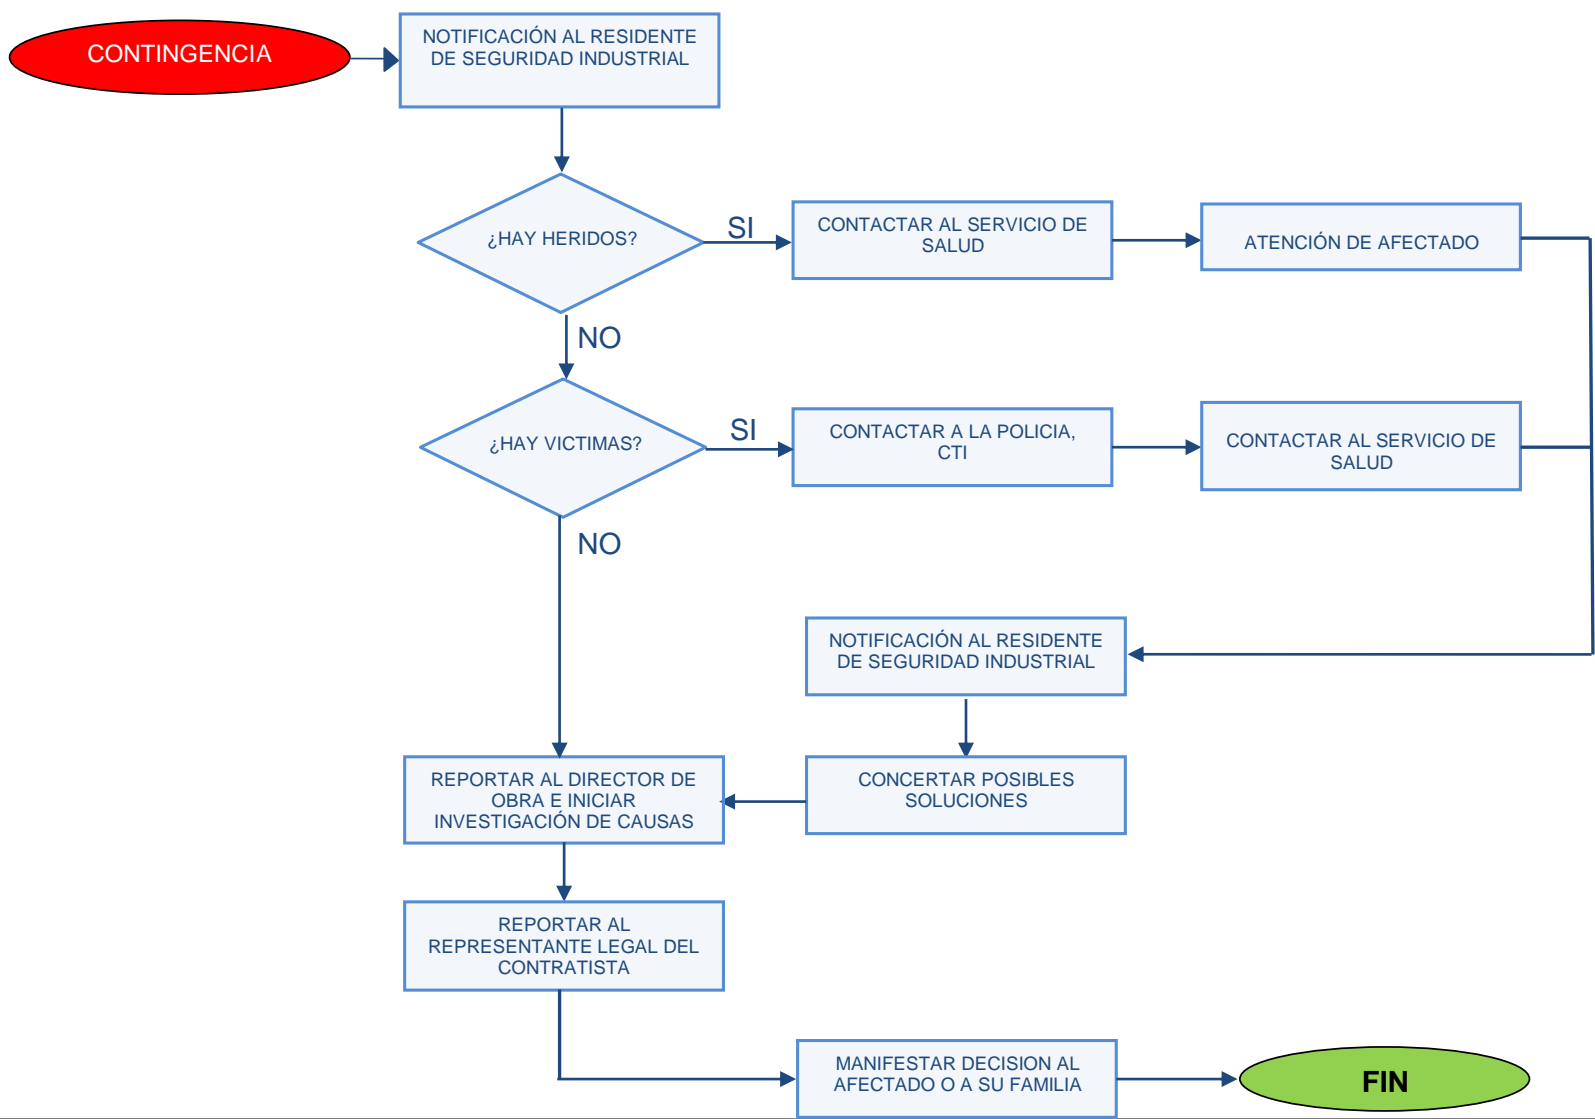 CONTINGENCIA
NOTIFICACIÓN AL RESIDENTE
DE SEGURIDAD INDUSTRIAL
¿HAY HERIDOS?
SI
CONTACTAR AL SERVICIO DE
SALUD
ATENCIÓN DE AFECTADO
NO
¿HAY VICTIMAS?
SI
CONTACTAR A LA POLICIA,
CTI
CONTACTAR AL SERVICIO DE
SALUD
NO
NOTIFICACIÓN AL RESIDENTE
DE SEGURIDAD INDUSTRIAL
REPORTAR AL DIRECTOR DE
OBRA E INICIAR
INVESTIGACIÓN DE CAUSAS
CONCERTAR POSIBLES
SOLUCIONES
REPORTAR AL
REPRESENTANTE LEGAL DEL
CONTRATISTA
MANIFESTAR DECISION AL
AFECTADO O A SU FAMILIA
FIN